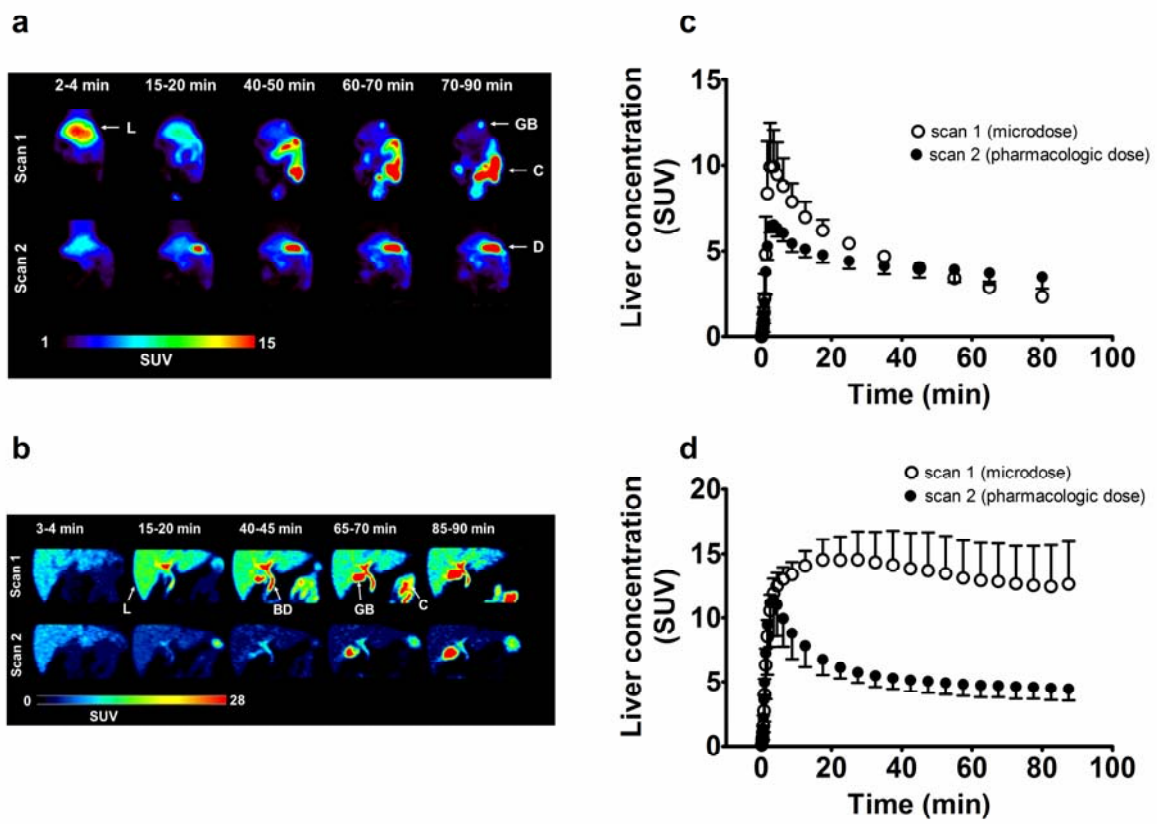 a
2-4 min 15-20 min 40-50 min 60-70 min 70-90 min
Scan 1
L
GB
C
Scan 2
D
1 15
SUV
b
3-4 min 15-20 min 40-45 min 65-70 min 85-90 min
Scan 1
L BD GB C
Scan 2
0 28
SUV
c
Liver concentration
(SUV)
15
10
5
0
scan 1 (microdose)
scan 2 (pharmacologic dose)
0 20 40 60 80 100
Time (min)
d
Liver concentration
(SUV)
20
15
10
5
0
scan 1 (microdose)
scan 2 (pharmacologic dose)
0 20 40 60 80 100
Time (min)